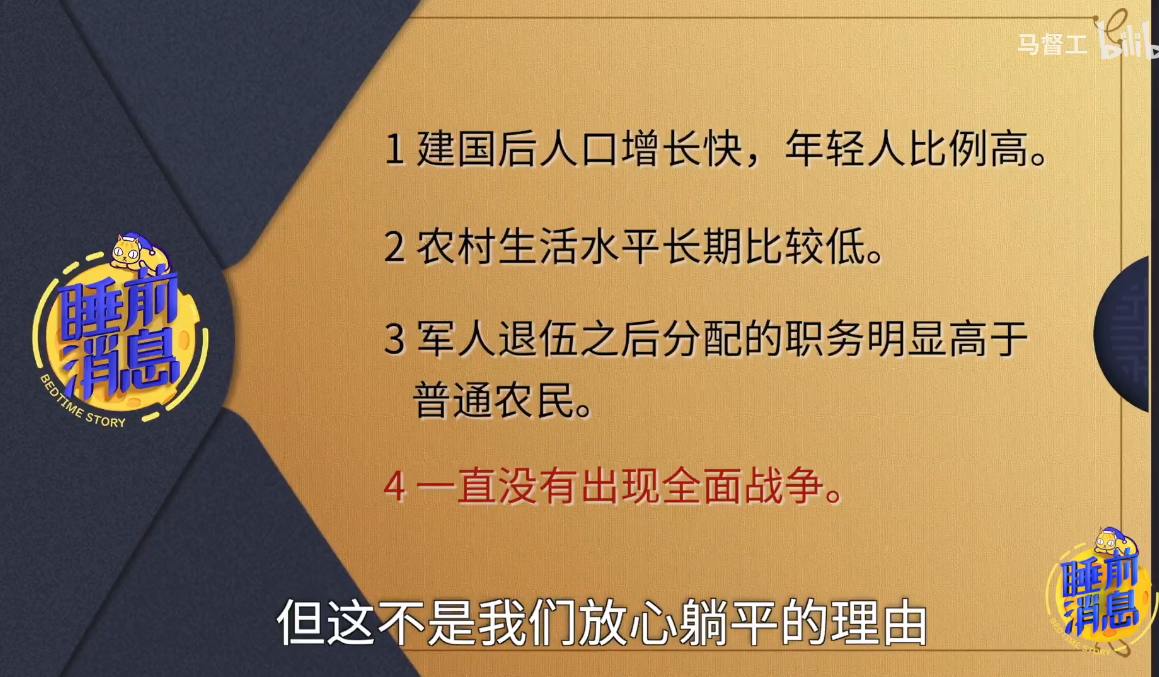 马督工 bilib
1 建国后人口增长快，年轻人比例高。
2 农村生活水平长期比较低。
3 军人退伍之后分配的职务明显高于
普通农民。
4 一直没有出现全面战争。
睡前
消息
BEDTIME STORY
睡前
消息
BEDTIME STORY
但这不是我们放心躺平的理由